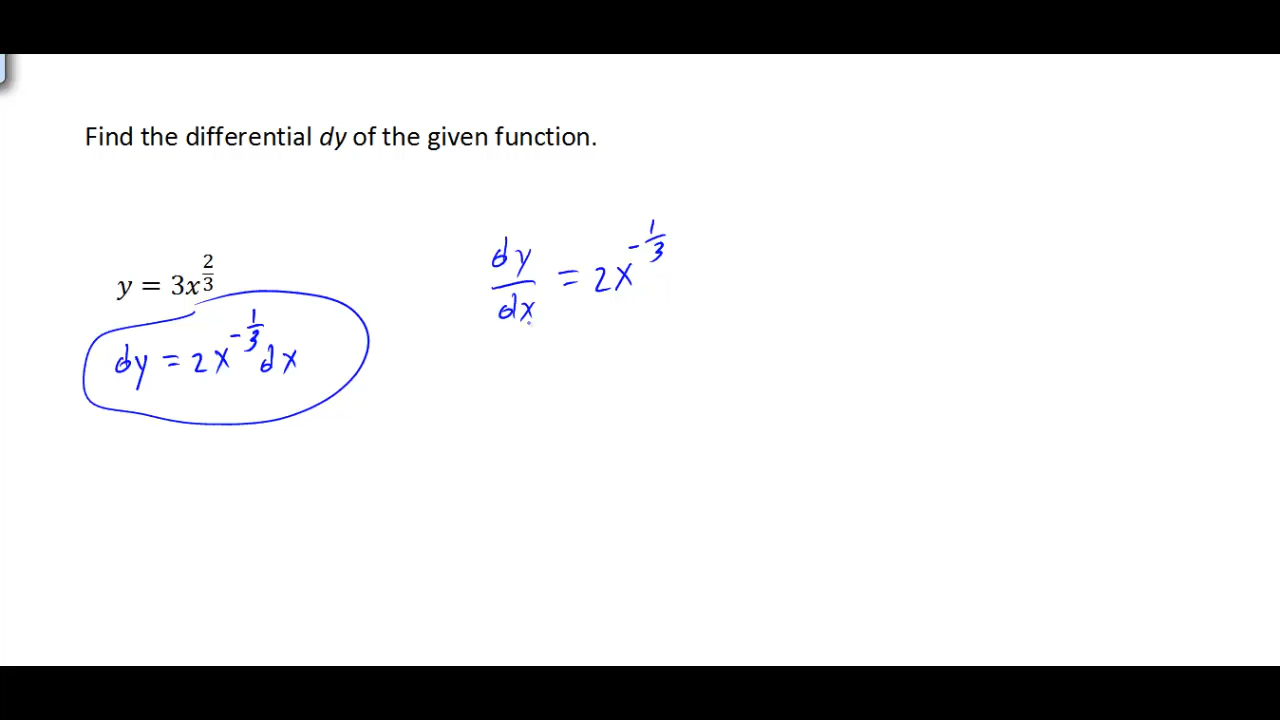 Find the differential dy of the given function.
y = 3x^{2/3}
dy = 2x^{-1/3} dx
dy/dx = 2x^{-1/3}